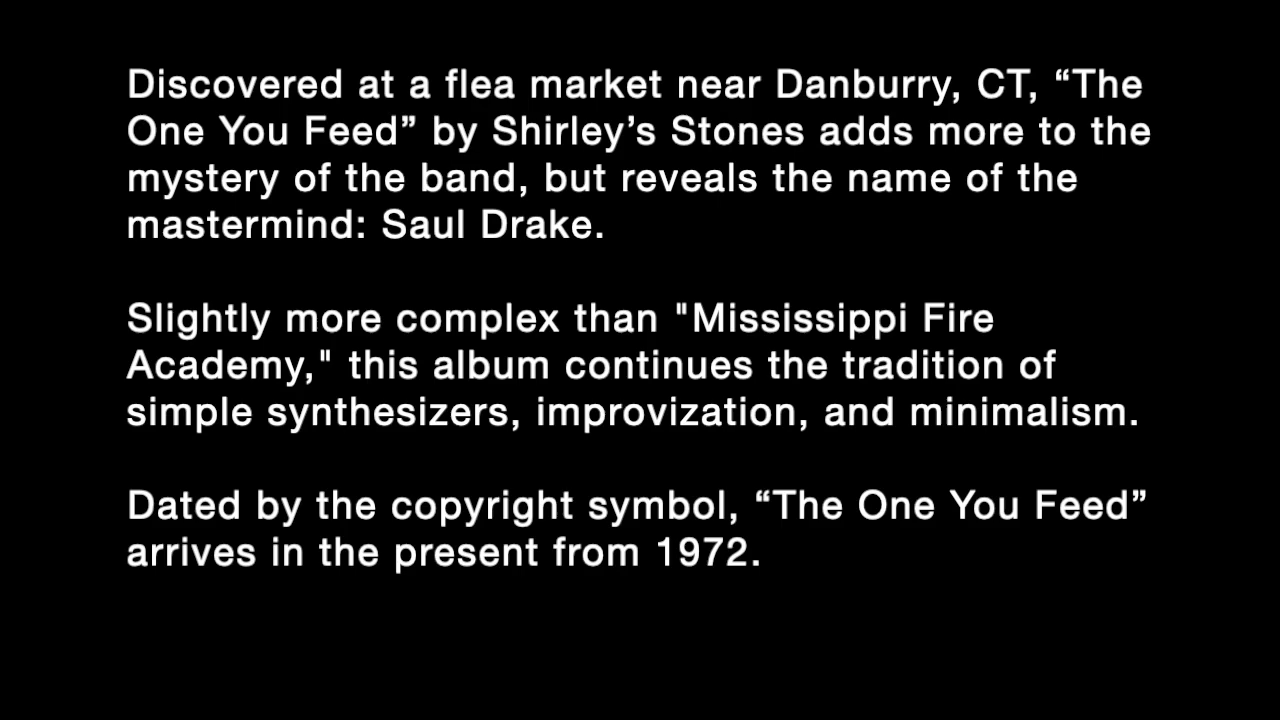 Discovered at a flea market near Danburry, CT, “The
One You Feed” by Shirley’s Stones adds more to the
mystery of the band, but reveals the name of the
mastermind: Saul Drake.
Slightly more complex than "Mississippi Fire
Academy," this album continues the tradition of
simple synthesizers, improvization, and minimalism.
Dated by the copyright symbol, “The One You Feed”
arrives in the present from 1972.